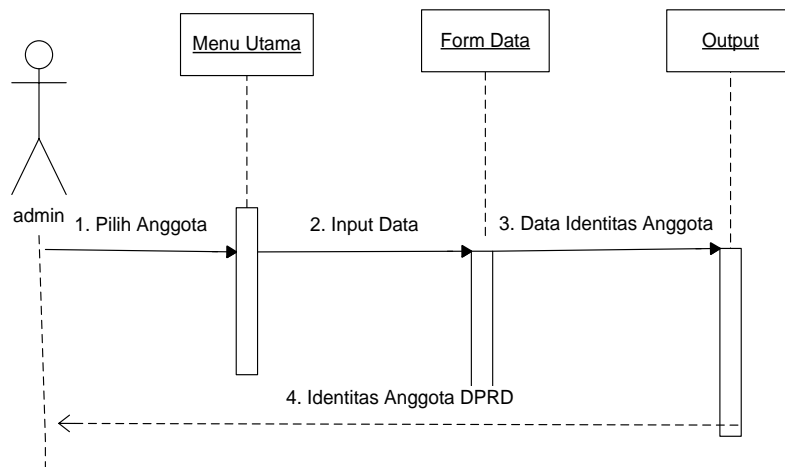 Menu Utama
Form Data
Output
admin
1. Pilih Anggota
2. Input Data
3. Data Identitas Anggota
4. Identitas Anggota DPRD